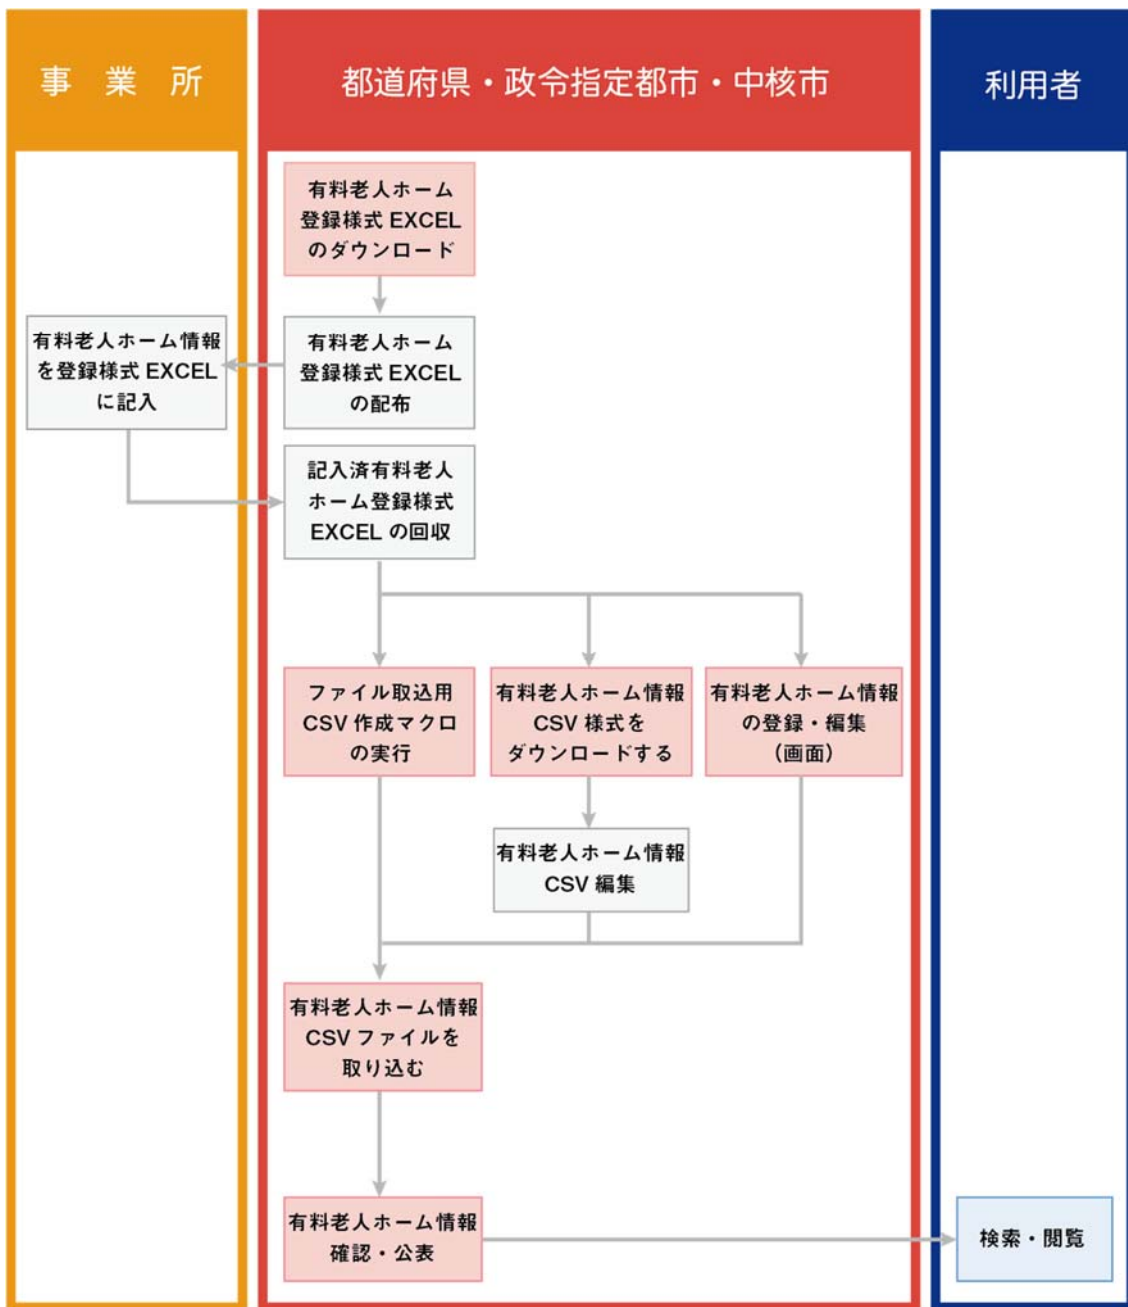 事業所
都道府県・政令指定都市・中核市
利用者
有料老人ホーム
登録様式 EXCEL
のダウンロード
有料老人ホーム情報
を登録様式 EXCEL
に記入
有料老人ホーム
登録様式 EXCEL
の配布
記入済有料老人
ホーム登録様式
EXCEL の回収
ファイル取込用
CSV 作成マクロ
の実行
有料老人ホーム情報
CSV 様式を
ダウンロードする
有料老人ホーム情報
の登録・編集
（画面）
有料老人ホーム情報
CSV 編集
有料老人ホーム情報
CSV ファイルを
取り込む
有料老人ホーム情報
確認・公表
検索・閲覧